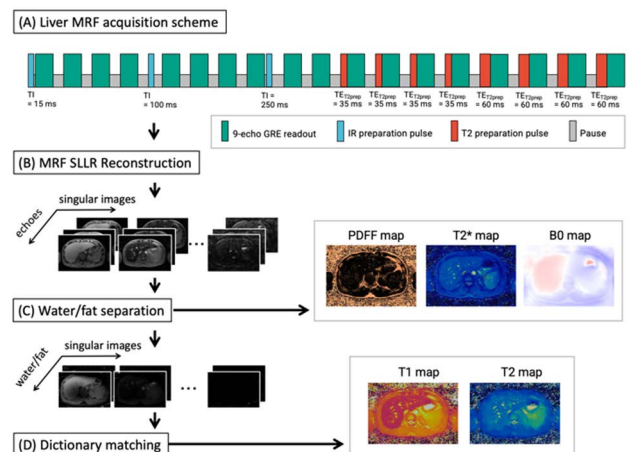 (A) Liver MRF acquisition scheme
TI
= 15 ms
TI
= 100 ms
TI =
250 ms
TE T2prep
= 35 ms
TE T2prep
= 35 ms
TE T2prep
= 35 ms
TE T2prep
= 35 ms
TE T2prep
= 60 ms
TE T2prep
= 60 ms
TE T2prep
= 60 ms
TE T2prep
= 60 ms
9-echo GRE readout
IR preparation pulse
T2 preparation pulse
Pause
(B) MRF SLLR Reconstruction
singular images
echoes
...
PDFF map
T2* map
B0 map
(C) Water/fat separation
singular images
water/fat
...
T1 map
T2 map
(D) Dictionary matching